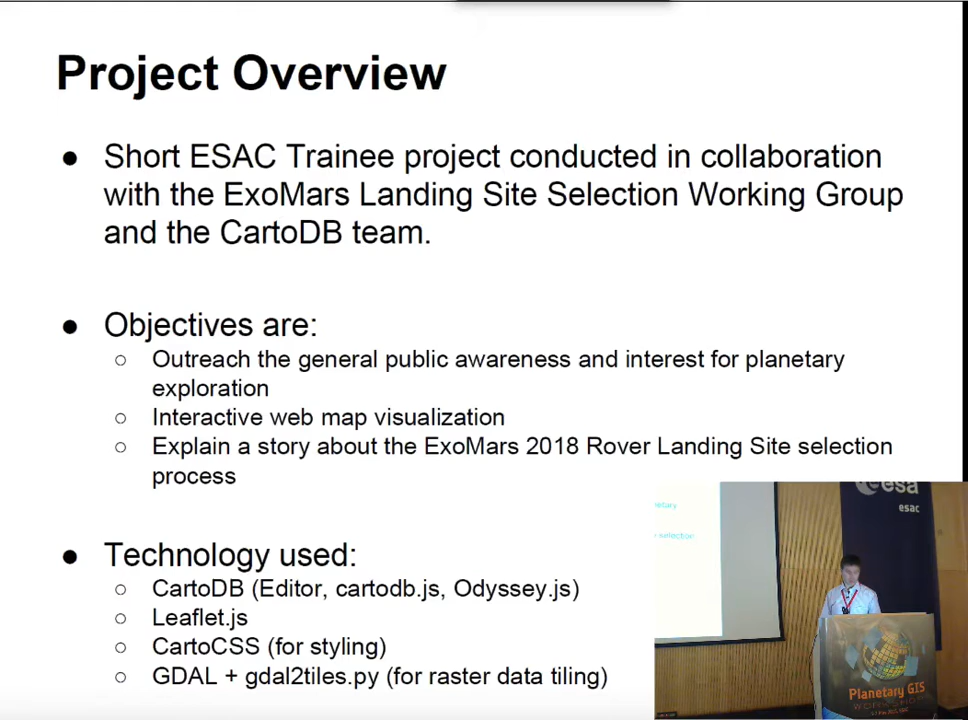 Project Overview
● Short ESAC Trainee project conducted in collaboration
with the ExoMars Landing Site Selection Working Group
and the CartoDB team.
● Objectives are:
○ Outreach the general public awareness and interest for planetary
exploration
○ Interactive web map visualization
○ Explain a story about the ExoMars 2018 Rover Landing Site selection
process
● Technology used:
○ CartoDB (Editor, cartodb.js, Odyssey.js)
○ Leaflet.js
○ CartoCSS (for styling)
○ GDAL + gdal2tiles.py (for raster data tiling)
esa
esac
selection
Planetary GIS
WORKSHOP